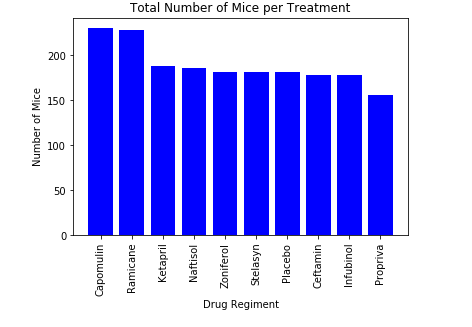 Total Number of Mice per Treatment
Number of Mice
200
150
100
50
0
Capomulin
Ramicane
Ketapril
Naftisol
Zoniferol
Stelasyn
Placebo
Ceftamin
Infubinol
Propriva
Drug Regiment